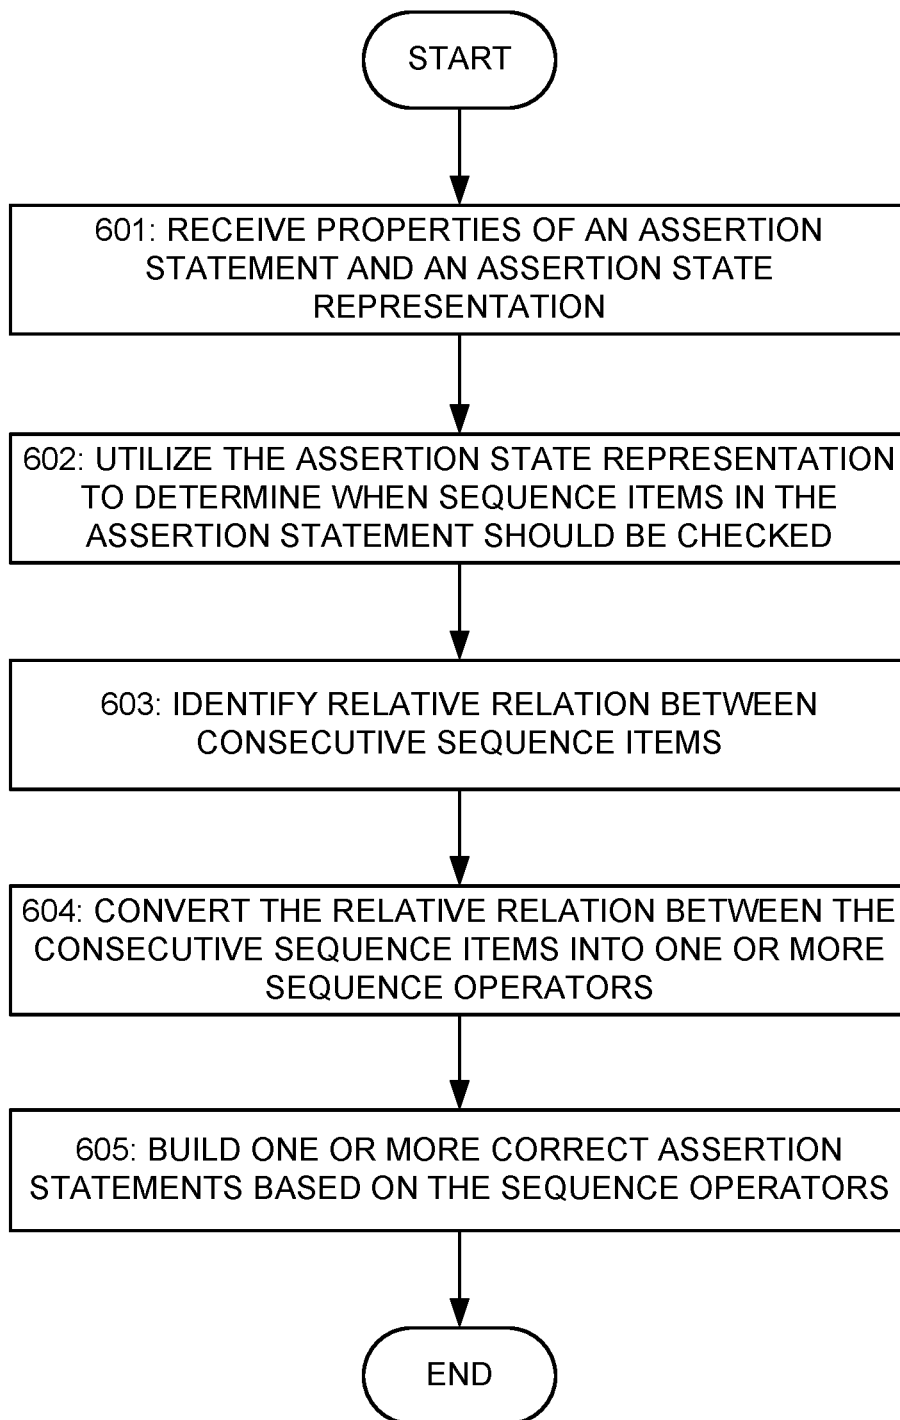 START
601: RECEIVE PROPERTIES OF AN ASSERTION
STATEMENT AND AN ASSERTION STATE
REPRESENTATION
602: UTILIZE THE ASSERTION STATE REPRESENTATION
TO DETERMINE WHEN SEQUENCE ITEMS IN THE
ASSERTION STATEMENT SHOULD BE CHECKED
603: IDENTIFY RELATIVE RELATION BETWEEN
CONSECUTIVE SEQUENCE ITEMS
604: CONVERT THE RELATIVE RELATION BETWEEN THE
CONSECUTIVE SEQUENCE ITEMS INTO ONE OR MORE
SEQUENCE OPERATORS
605: BUILD ONE OR MORE CORRECT ASSERTION
STATEMENTS BASED ON THE SEQUENCE OPERATORS
END